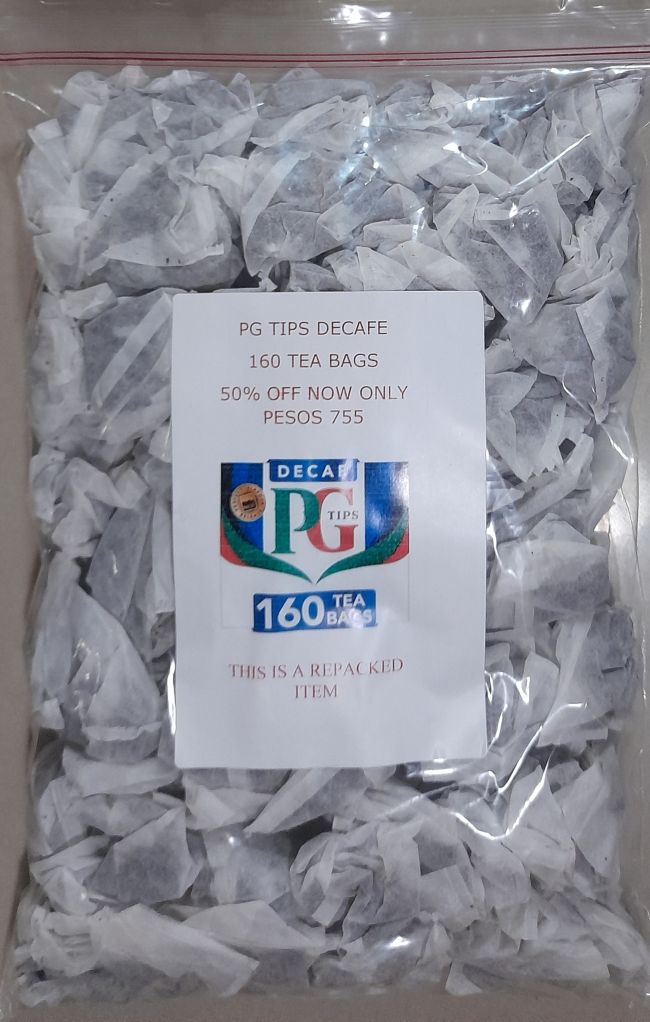 PG TIPS DECAFE
160 TEA BAGS
50% OFF NOW ONLY
PESOS 755
DECAF
PG
TIPS
160 TEA
BAGS
THIS IS A REPACKED
ITEM